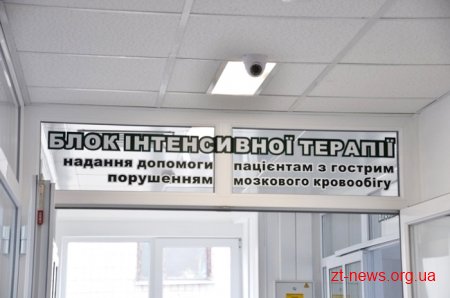 БЛОК ІНТЕНСИВНОЇ ТЕРАПІЇ
надання допомоги пацієнтам з гострим
порушенням мозкового кровообігу
zt-news.org.ua